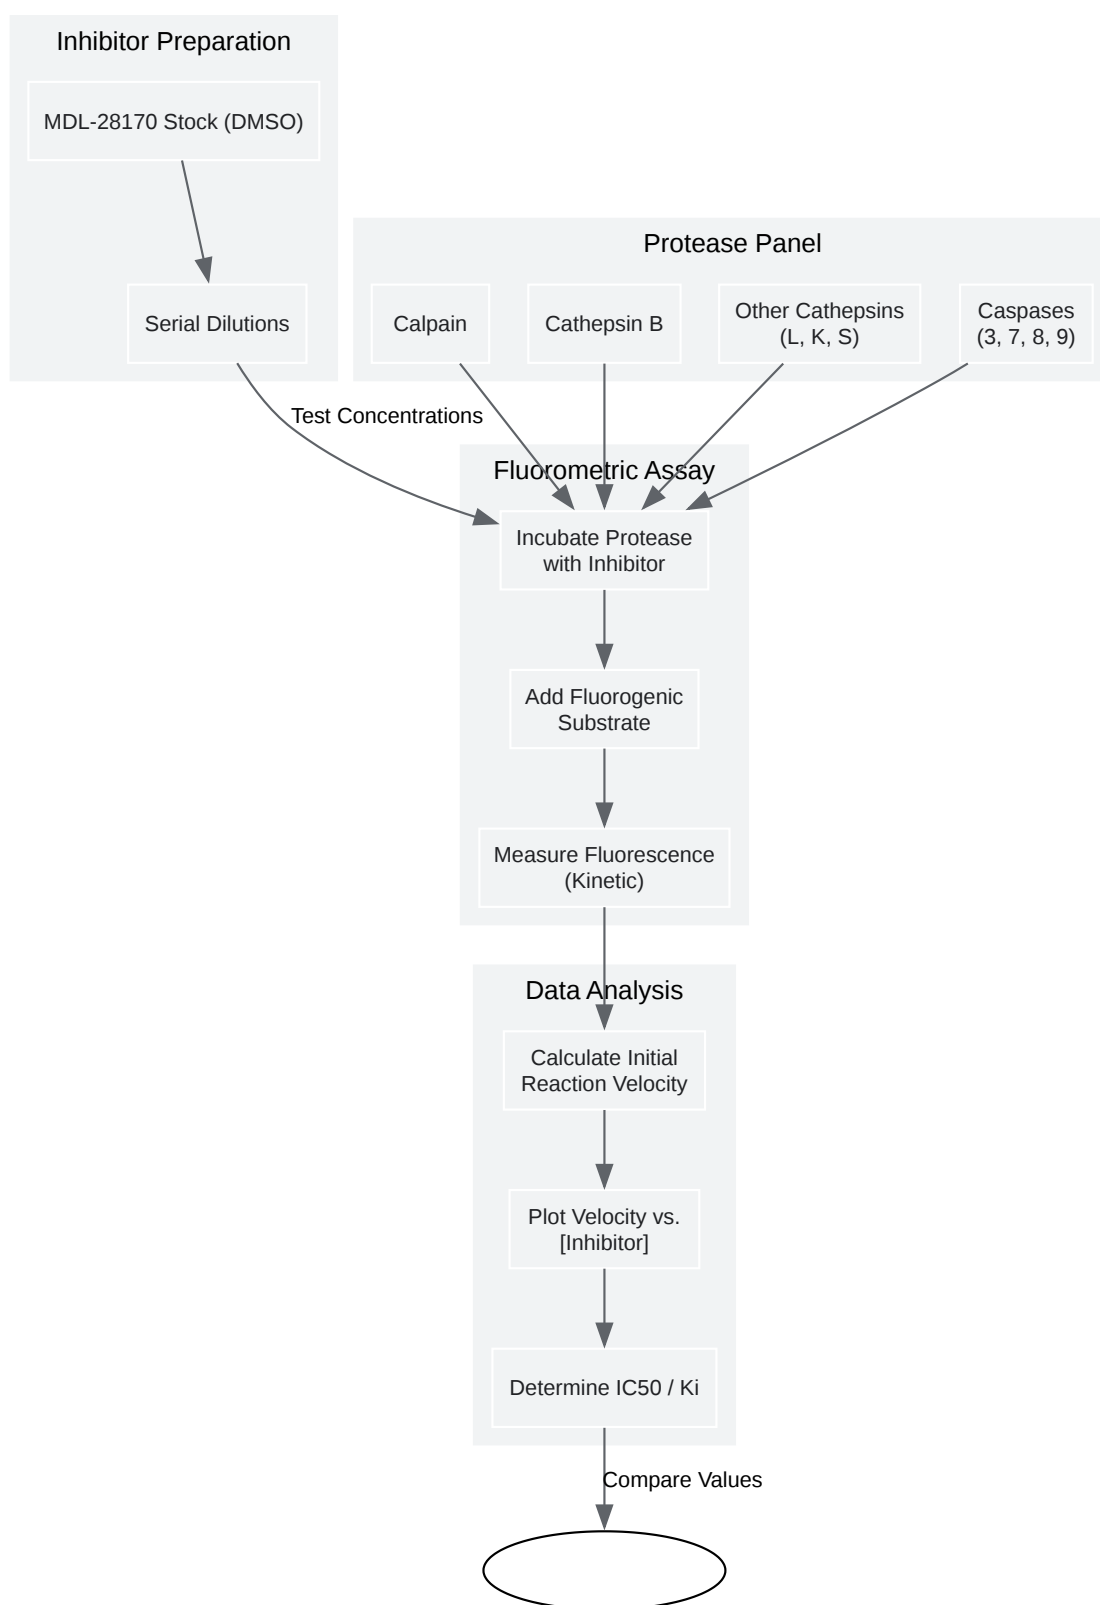 Inhibitor Preparation
MDL-28170 Stock (DMSO)
Serial Dilutions
Protease Panel
Calpain
Cathepsin B
Other Cathepsins
(L, K, S)
Caspases
(3, 7, 8, 9)
Test Concentrations
Fluorometric Assay
Incubate Protease
with Inhibitor
Add Fluorogenic
Substrate
Measure Fluorescence
(Kinetic)
Data Analysis
Calculate Initial
Reaction Velocity
Plot Velocity vs.
[Inhibitor]
Determine IC50 / Ki
Compare Values